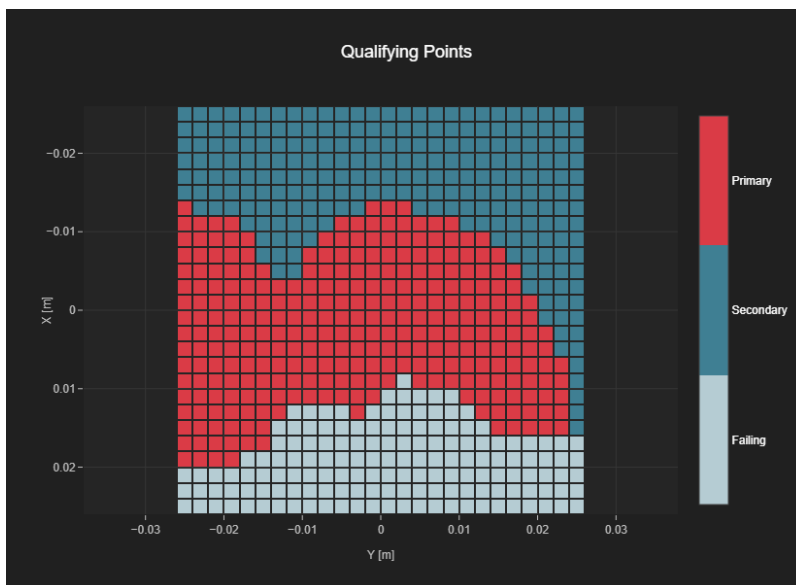 Qualifying Points
−0.02
−0.01
0
0.01
0.02
X [m]
−0.03
−0.02
−0.01
0
0.01
0.02
0.03
Y [m]
Primary
Secondary
Failing